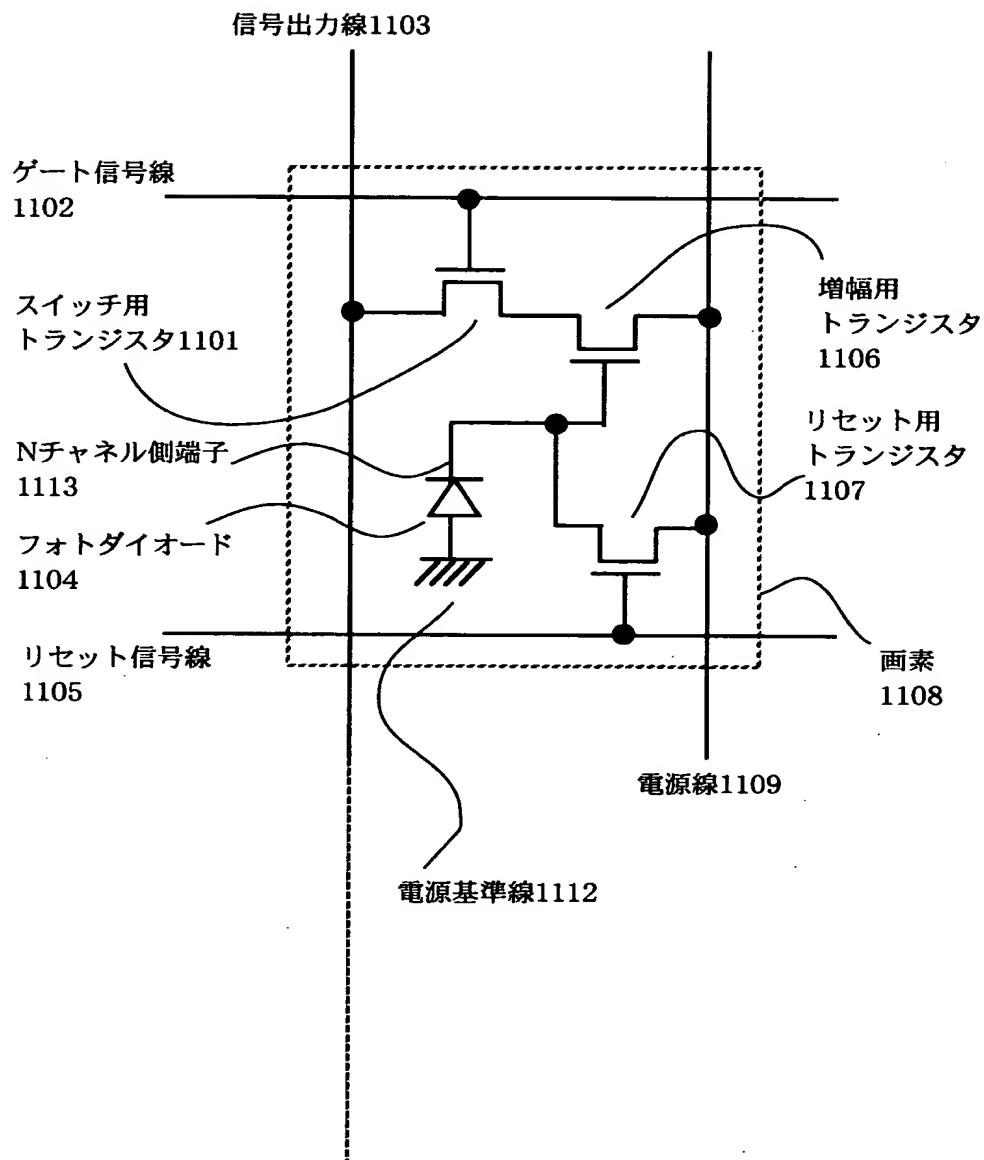 信号出力線1103
ゲート信号線
1102
スイッチ用
トランジスタ1101
増幅用
トランジスタ
1106
リセット用
トランジスタ
1107
Nチャネル側端子
1113
フォトダイオード
1104
リセット信号線
1105
画素
1108
電源線1109
電源基準線1112